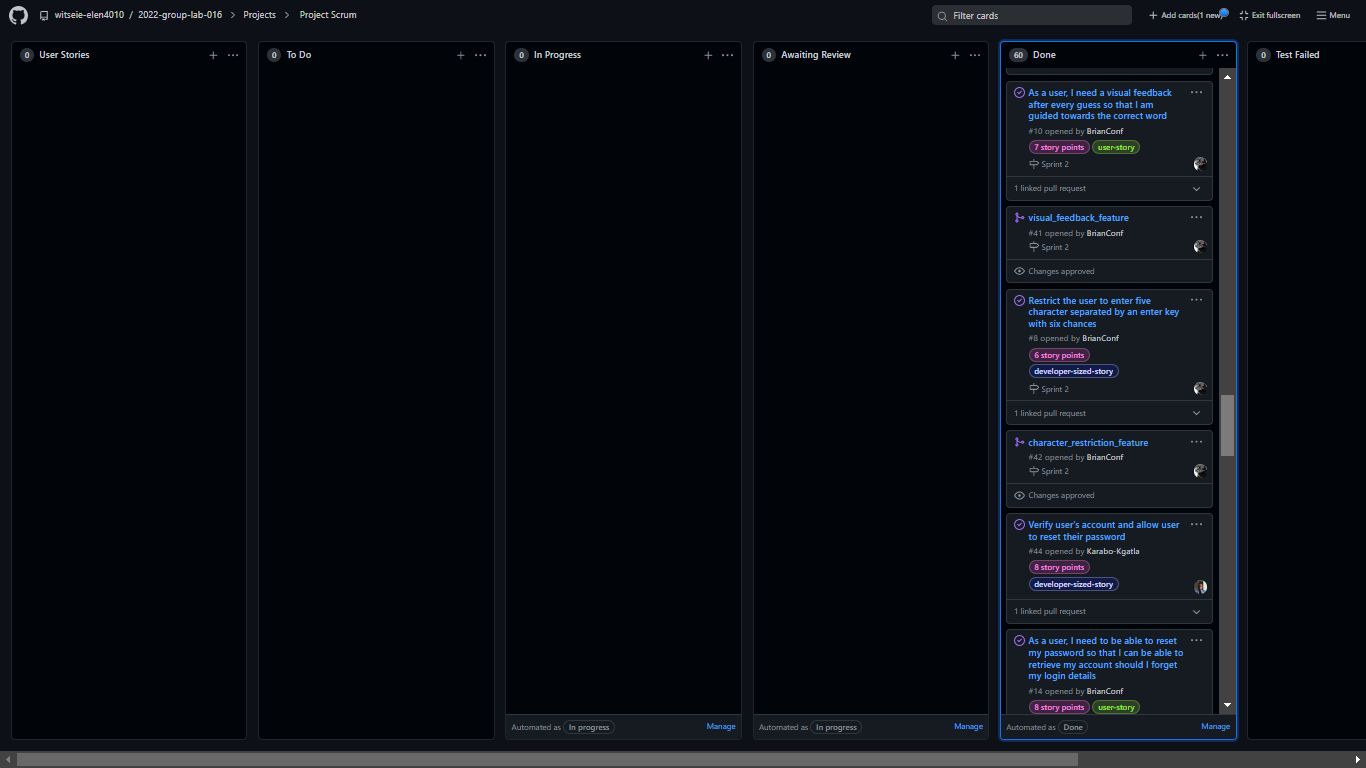 witseie-elen4010 / 2022-group-lab-016 Projects Project Scrum
Filter cards
Add cards(1 new)
Exit fullscreen
Menu
0 User Stories
0 To Do
0 In Progress
Automated as In progress Manage
0 Awaiting Review
Automated as In progress Manage
60 Done
As a user, I need a visual feedback
after every guess so that I am
guided towards the correct word
#10 opened by BrianConf
7 story points user-story
Sprint 2
1 linked pull request
visual_feedback_feature
#41 opened by BrianConf
Sprint 2
Changes approved
Restrict the user to enter five
character separated by an enter key
with six chances
#8 opened by BrianConf
6 story points
developer-sized-story
Sprint 2
1 linked pull request
character_restriction_feature
#42 opened by BrianConf
Sprint 2
Changes approved
Verify user's account and allow user
to reset their password
#44 opened by Karabo-Kgatla
8 story points
developer-sized-story
1 linked pull request
As a user, I need to be able to reset
my password so that I can be able to
retrieve my account should I forget
my login details
#14 opened by BrianConf
8 story points user-story
Automated as Done Manage
0 Test Failed